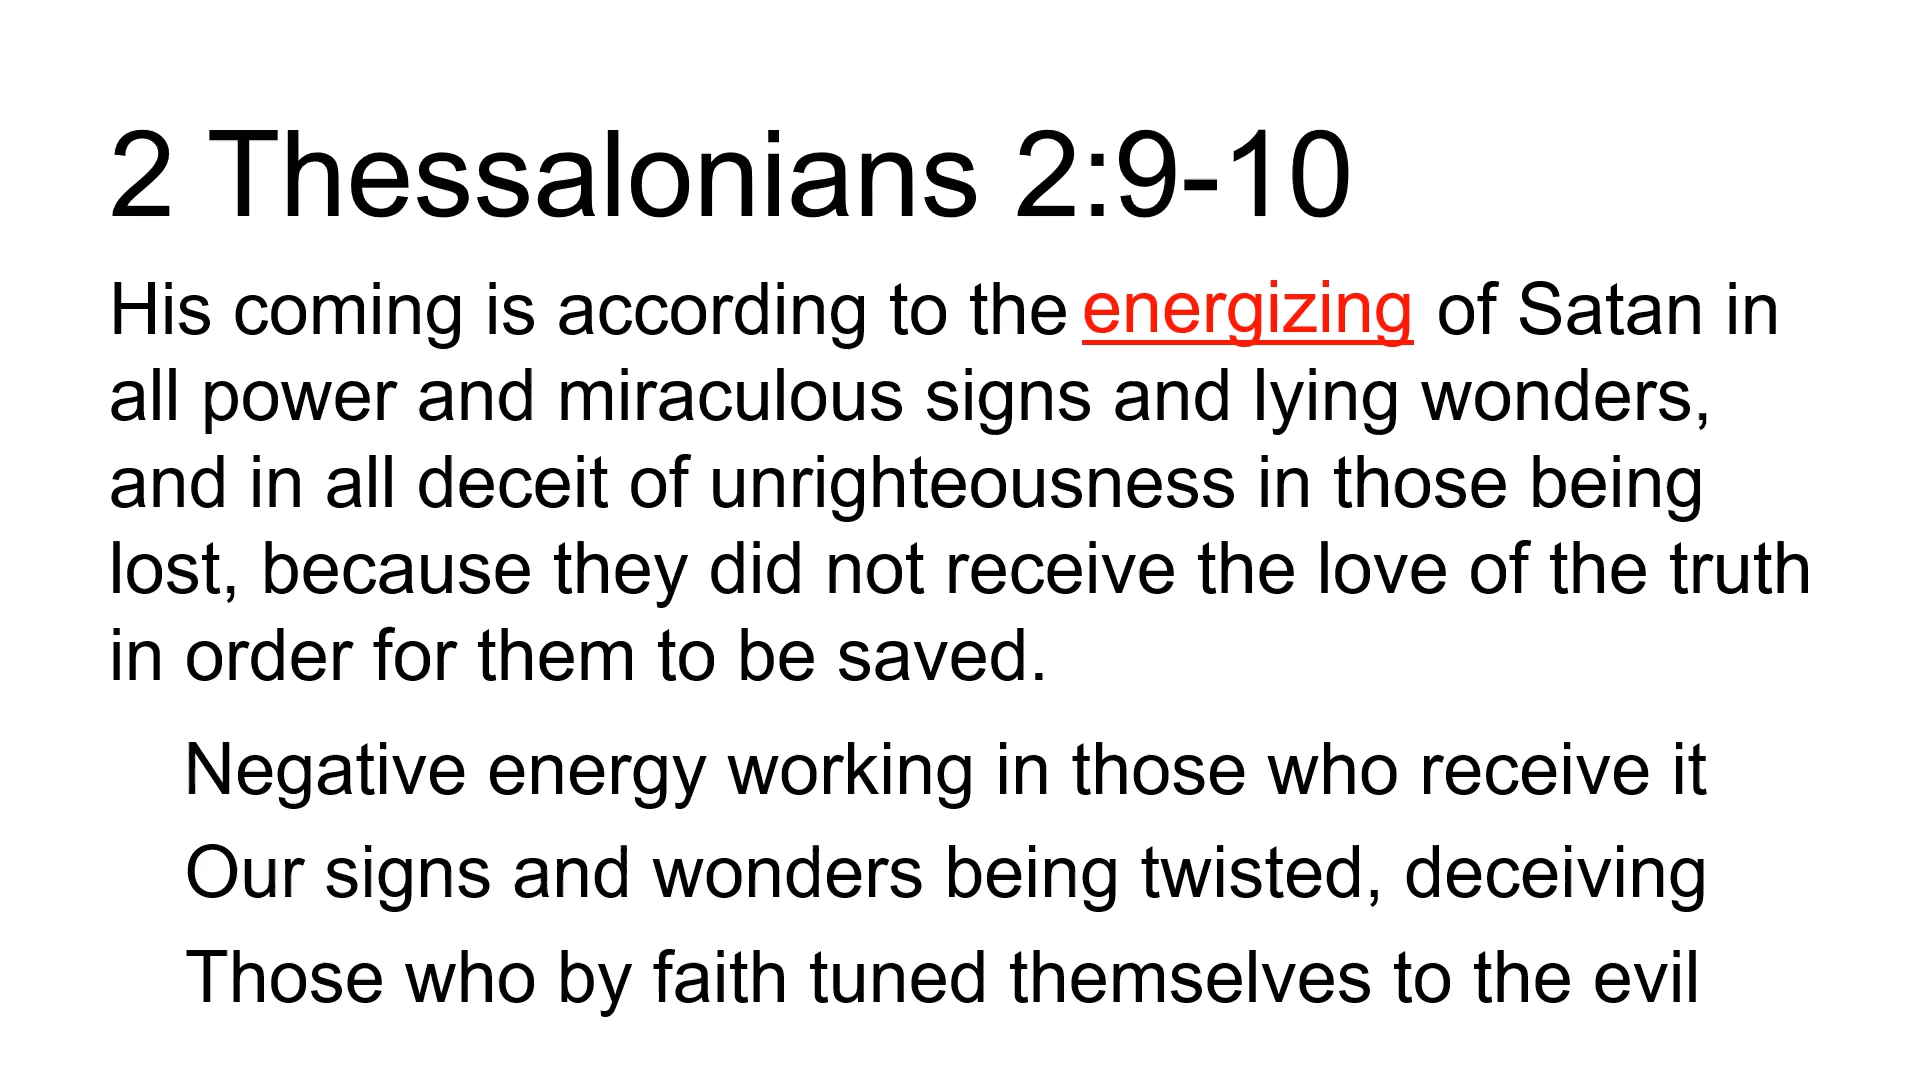 2 Thessalonians 2:9-10
His coming is according to the energizing of Satan in
all power and miraculous signs and lying wonders,
and in all deceit of unrighteousness in those being
lost, because they did not receive the love of the truth
in order for them to be saved.
Negative energy working in those who receive it
Our signs and wonders being twisted, deceiving
Those who by faith tuned themselves to the evil